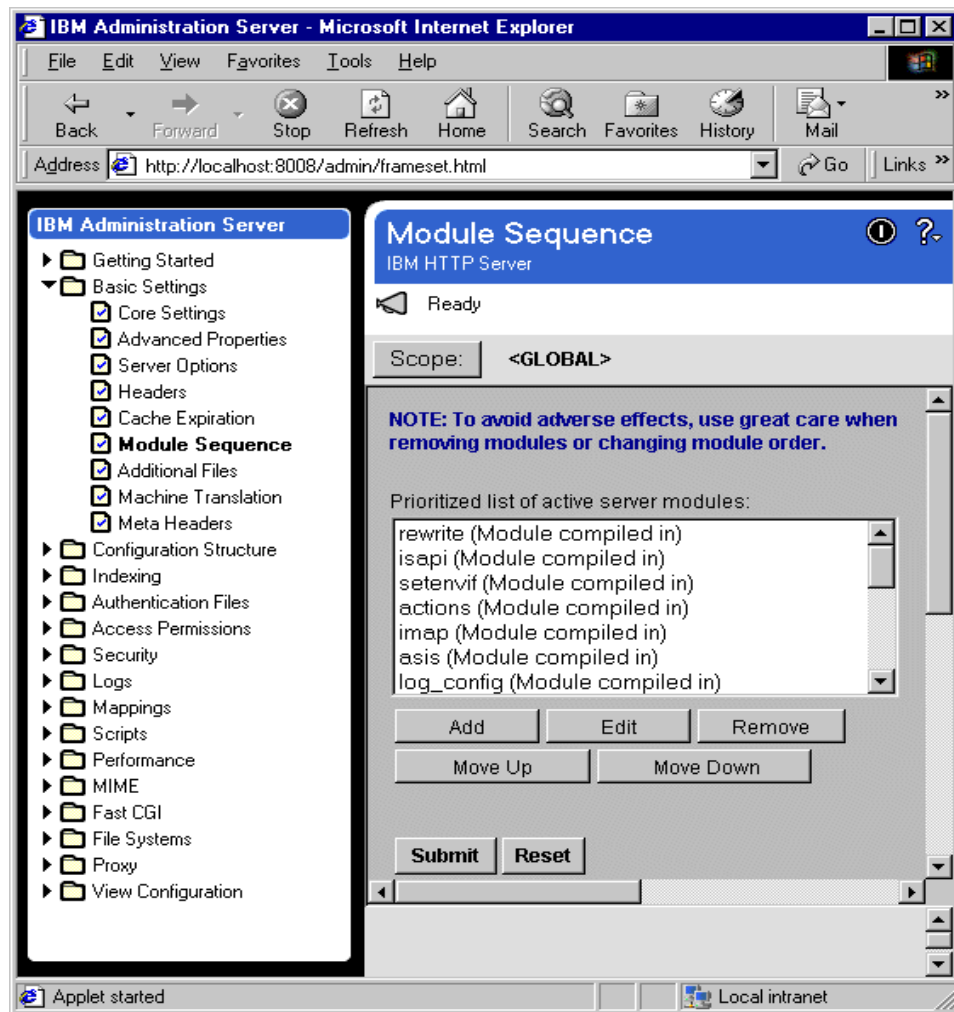 IBM Administration Server - Microsoft Internet Explorer
File Edit View Favorites Tools Help
Back Forward Stop Refresh Home Search Favorites History Mail »
Address http://localhost:8008/admin/frameset.html Go Links »
IBM Administration Server
Getting Started
Basic Settings
Core Settings
Advanced Properties
Server Options
Headers
Cache Expiration
Module Sequence
Additional Files
Machine Translation
Meta Headers
Configuration Structure
Indexing
Authentication Files
Access Permissions
Security
Logs
Mappings
Scripts
Performance
MIME
Fast CGI
File Systems
Proxy
View Configuration
Module Sequence
IBM HTTP Server
Ready
Scope: <GLOBAL>
NOTE: To avoid adverse effects, use great care when
removing modules or changing module order.
Prioritized list of active server modules:
rewrite (Module compiled in)
isapi (Module compiled in)
setenvif (Module compiled in)
actions (Module compiled in)
imap (Module compiled in)
asis (Module compiled in)
log_config (Module compiled in)
Add Edit Remove
Move Up Move Down
Submit Reset
Applet started Local intranet